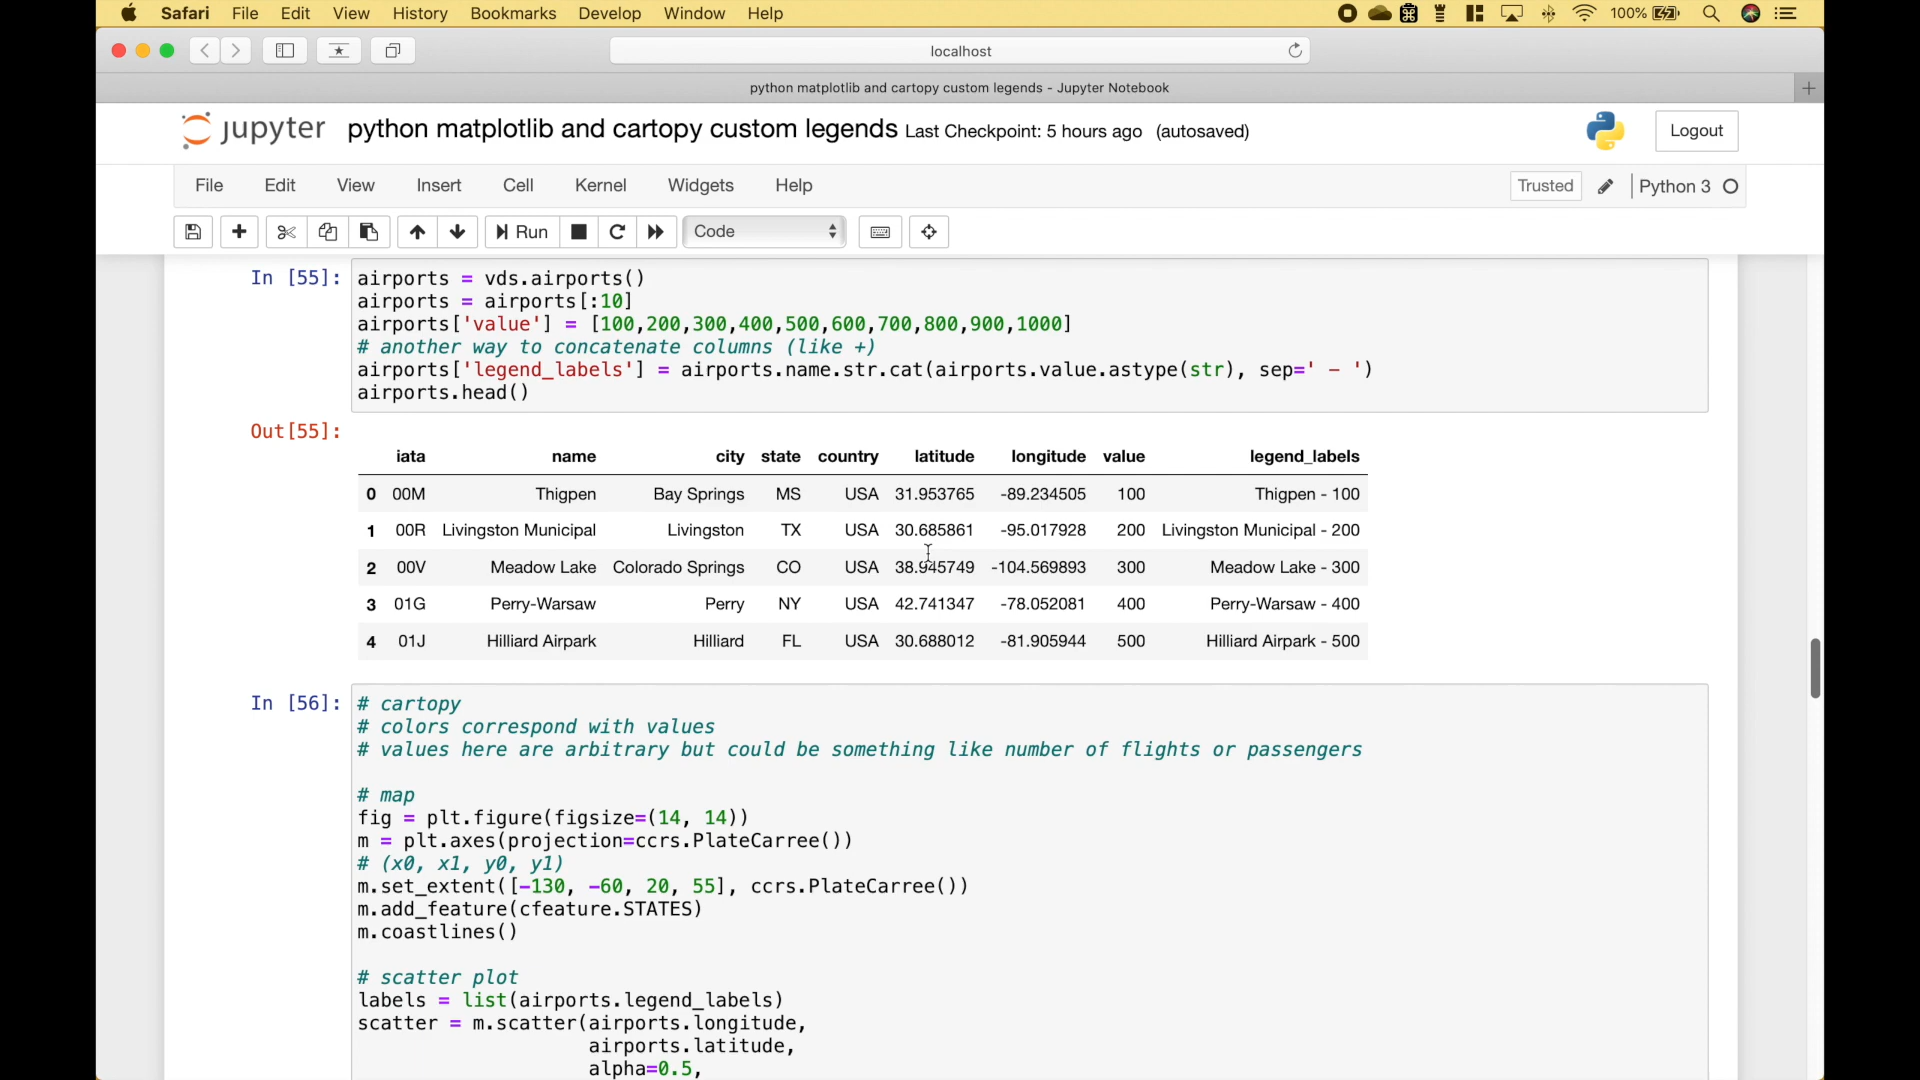 Safari File Edit View History Bookmarks Develop Window Help 100%
localhost
python matplotlib and cartopy custom legends - Jupyter Notebook
jupyter python matplotlib and cartopy custom legends Last Checkpoint: 5 hours ago (autosaved) Logout
File Edit View Insert Cell Kernel Widgets Help Trusted Python 3
Run Code
In [55]: airports = vds.airports()
airports = airports[:10]
airports['value'] = [100,200,300,400,500,600,700,800,900,1000]
# another way to concatenate columns (like +)
airports['legend_labels'] = airports.name.str.cat(airports.value.astype(str), sep=' - ')
airports.head()
Out[55]:
iata name city state country latitude longitude value legend_labels
0 00M Thigpen Bay Springs MS USA 31.953765 -89.234505 100 Thigpen - 100
1 00R Livingston Municipal Livingston TX USA 30.685861 -95.017928 200 Livingston Municipal - 200
2 00V Meadow Lake Colorado Springs CO USA 38.945749 -104.569893 300 Meadow Lake - 300
3 01G Perry-Warsaw Perry NY USA 42.741347 -78.052081 400 Perry-Warsaw - 400
4 01J Hilliard Airpark Hilliard FL USA 30.688012 -81.905944 500 Hilliard Airpark - 500
In [56]: # cartopy
# colors correspond with values
# values here are arbitrary but could be something like number of flights or passengers
# map
fig = plt.figure(figsize=(14, 14))
m = plt.axes(projection=ccrs.PlateCarree())
# (x0, x1, y0, y1)
m.set_extent([-130, -60, 20, 55], ccrs.PlateCarree())
m.add_feature(cfeature.STATES)
m.coastlines()
# scatter plot
labels = list(airports.legend_labels)
scatter = m.scatter(airports.longitude,
airports.latitude,
alpha=0.5,